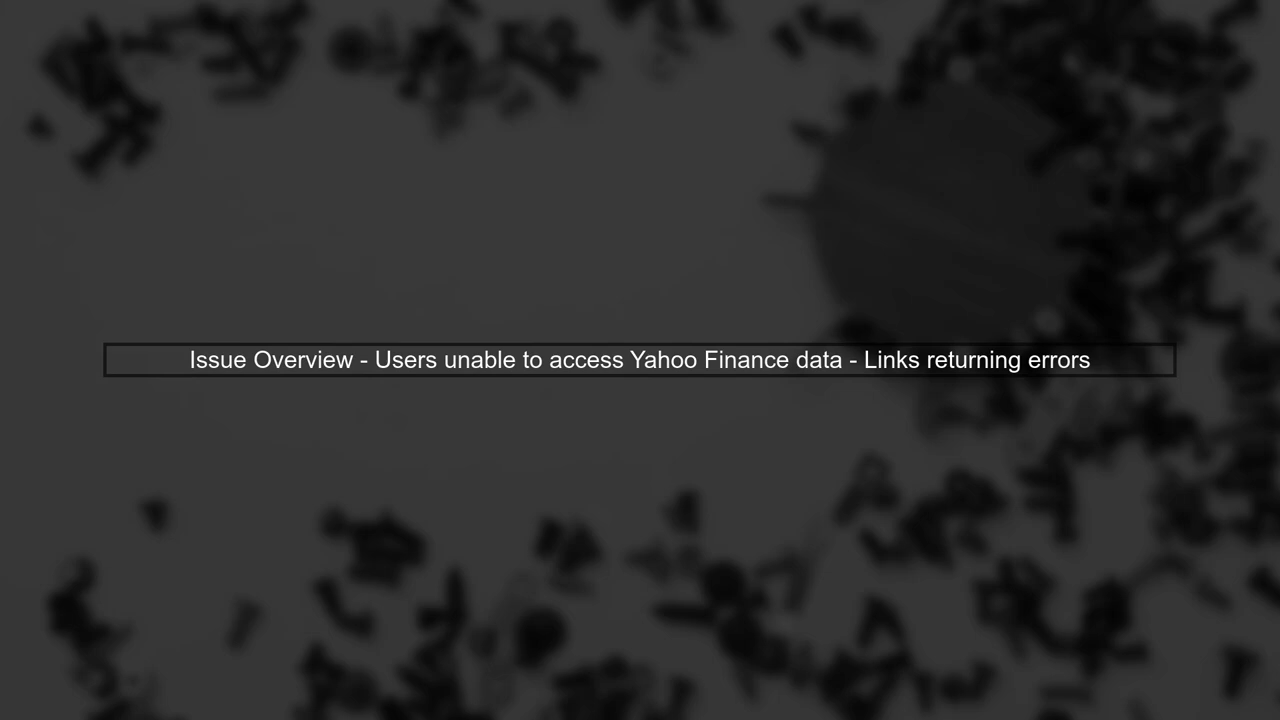 Issue Overview - Users unable to access Yahoo Finance data - Links returning errors